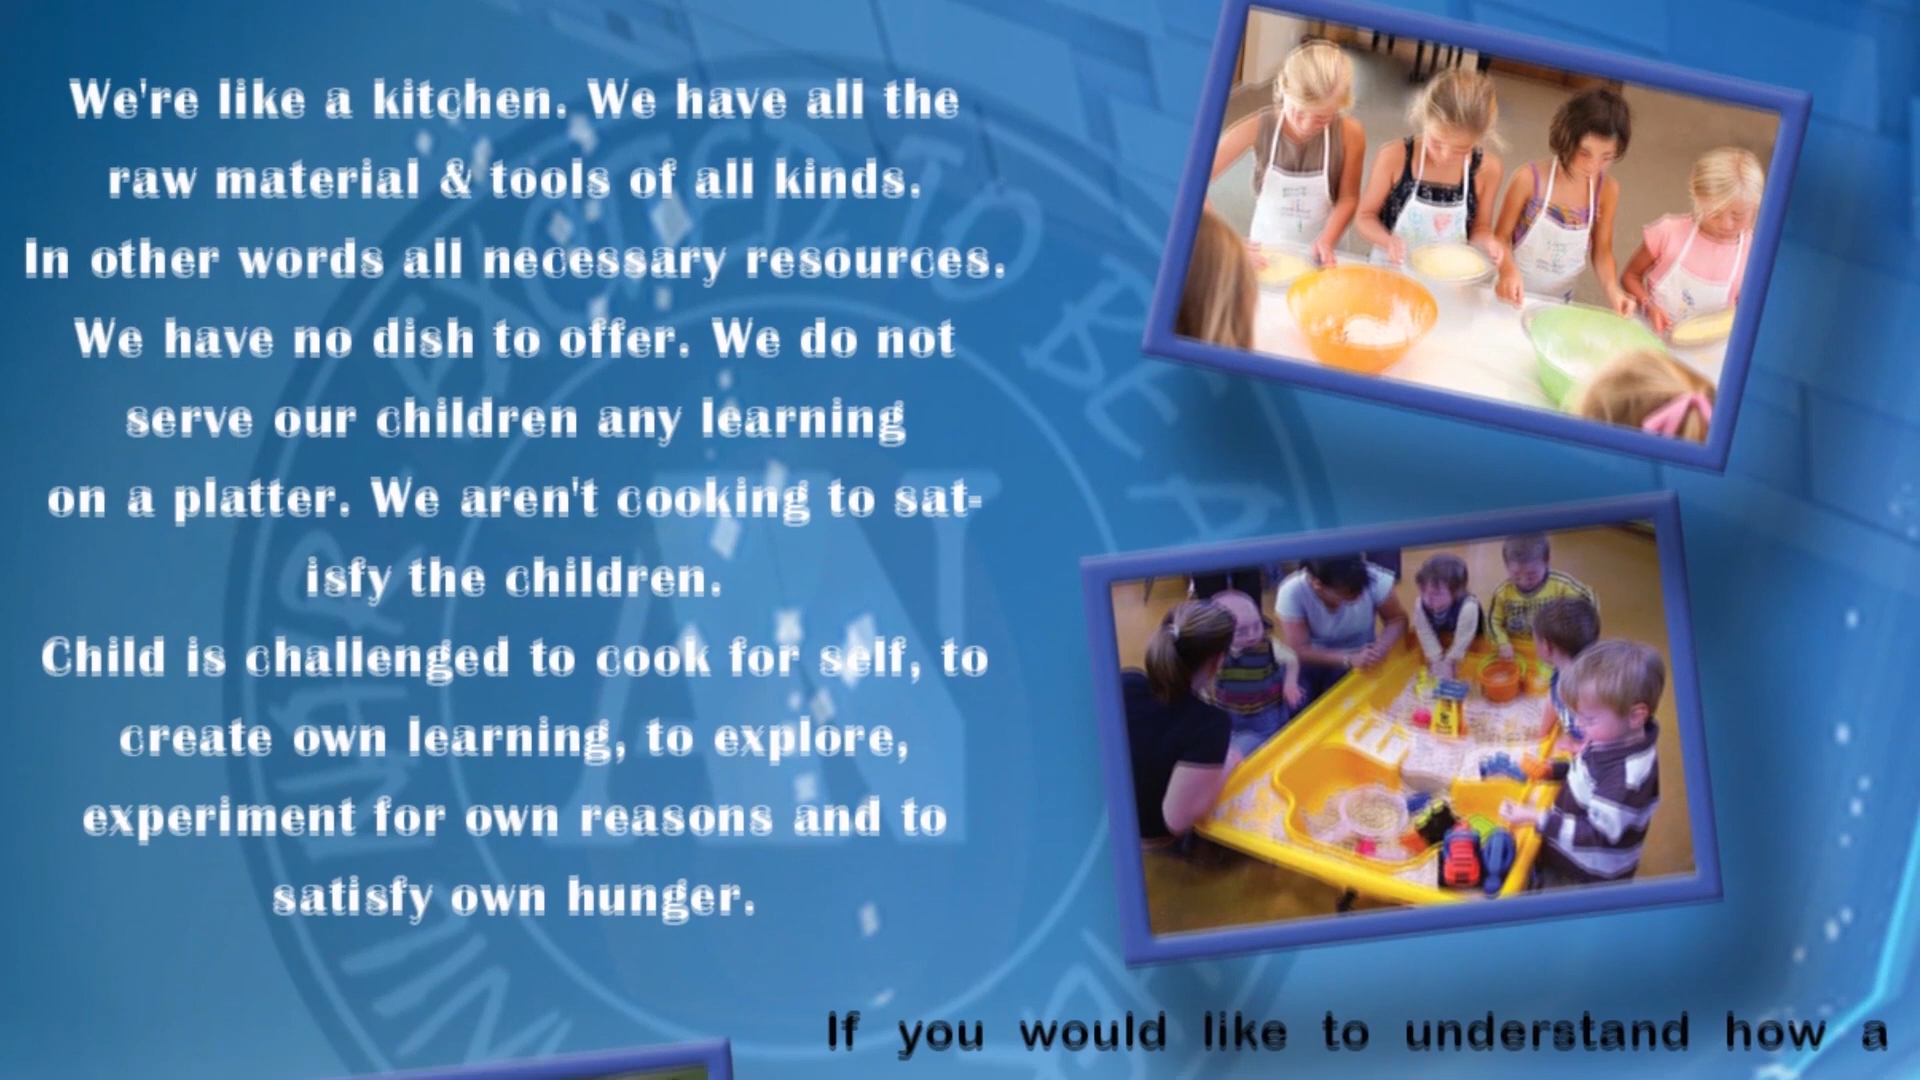 We're like a kitchen. We have all the
raw material & tools of all kinds.
In other words all necessary resources.
We have no dish to offer. We do not
serve our children any learning
on a platter. We aren't cooking to sat-
isfy the children.
Child is challenged to cook for self, to
create own learning, to explore,
experiment for own reasons and to
satisfy own hunger.
If you would like to understand how a